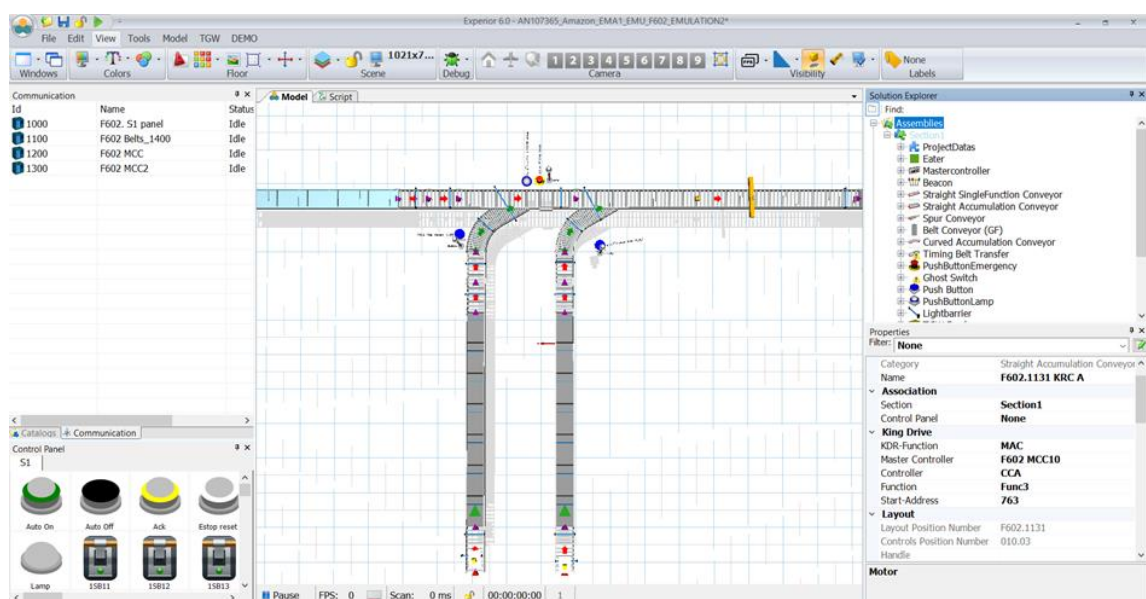 Experior 6.0 - AN107365_Amazon_EMA1_EMU_F602_EMULATION2*
File Edit View Tools Model TGW DEMO
1021x7...
1 2 3 4 5 6 7 8 9
None
Windows Colors Floor Scene Debug Camera Visibility Labels
Communication
Id Name Status
1000 F602. S1 panel Idle
1100 F602 Belts_1400 Idle
1200 F602 MCC Idle
1300 F602 MCC2 Idle
Catalogs Communication
Control Panel
S1
Auto On Auto Off Ack Estop reset
Lamp 1SB11 1SB12 1SB13
Model Script
Pause FPS: 0 Scan: 0 ms 00:00:00:00 1
Solution Explorer
Find:
Assemblies
Section1
ProjectDatas
Eater
Mastercontroller
Beacon
Straight SingleFunction Conveyor
Straight Accumulation Conveyor
Spur Conveyor
Belt Conveyor (GF)
Curved Accumulation Conveyor
Timing Belt Transfer
PushButtonEmergency
Ghost Switch
Push Button
PushButtonLamp
Lightbarrier
Properties
Filter: None
Category Straight Accumulation Conveyor
Name F602.1131 KRC A
Association
Section Section1
Control Panel None
King Drive
KDR-Function MAC
Master Controller F602 MCC10
Controller CCA
Function Func3
Start-Address 763
Layout
Layout Position Number F602.1131
Controls Position Number 010.03
Handle
Motor